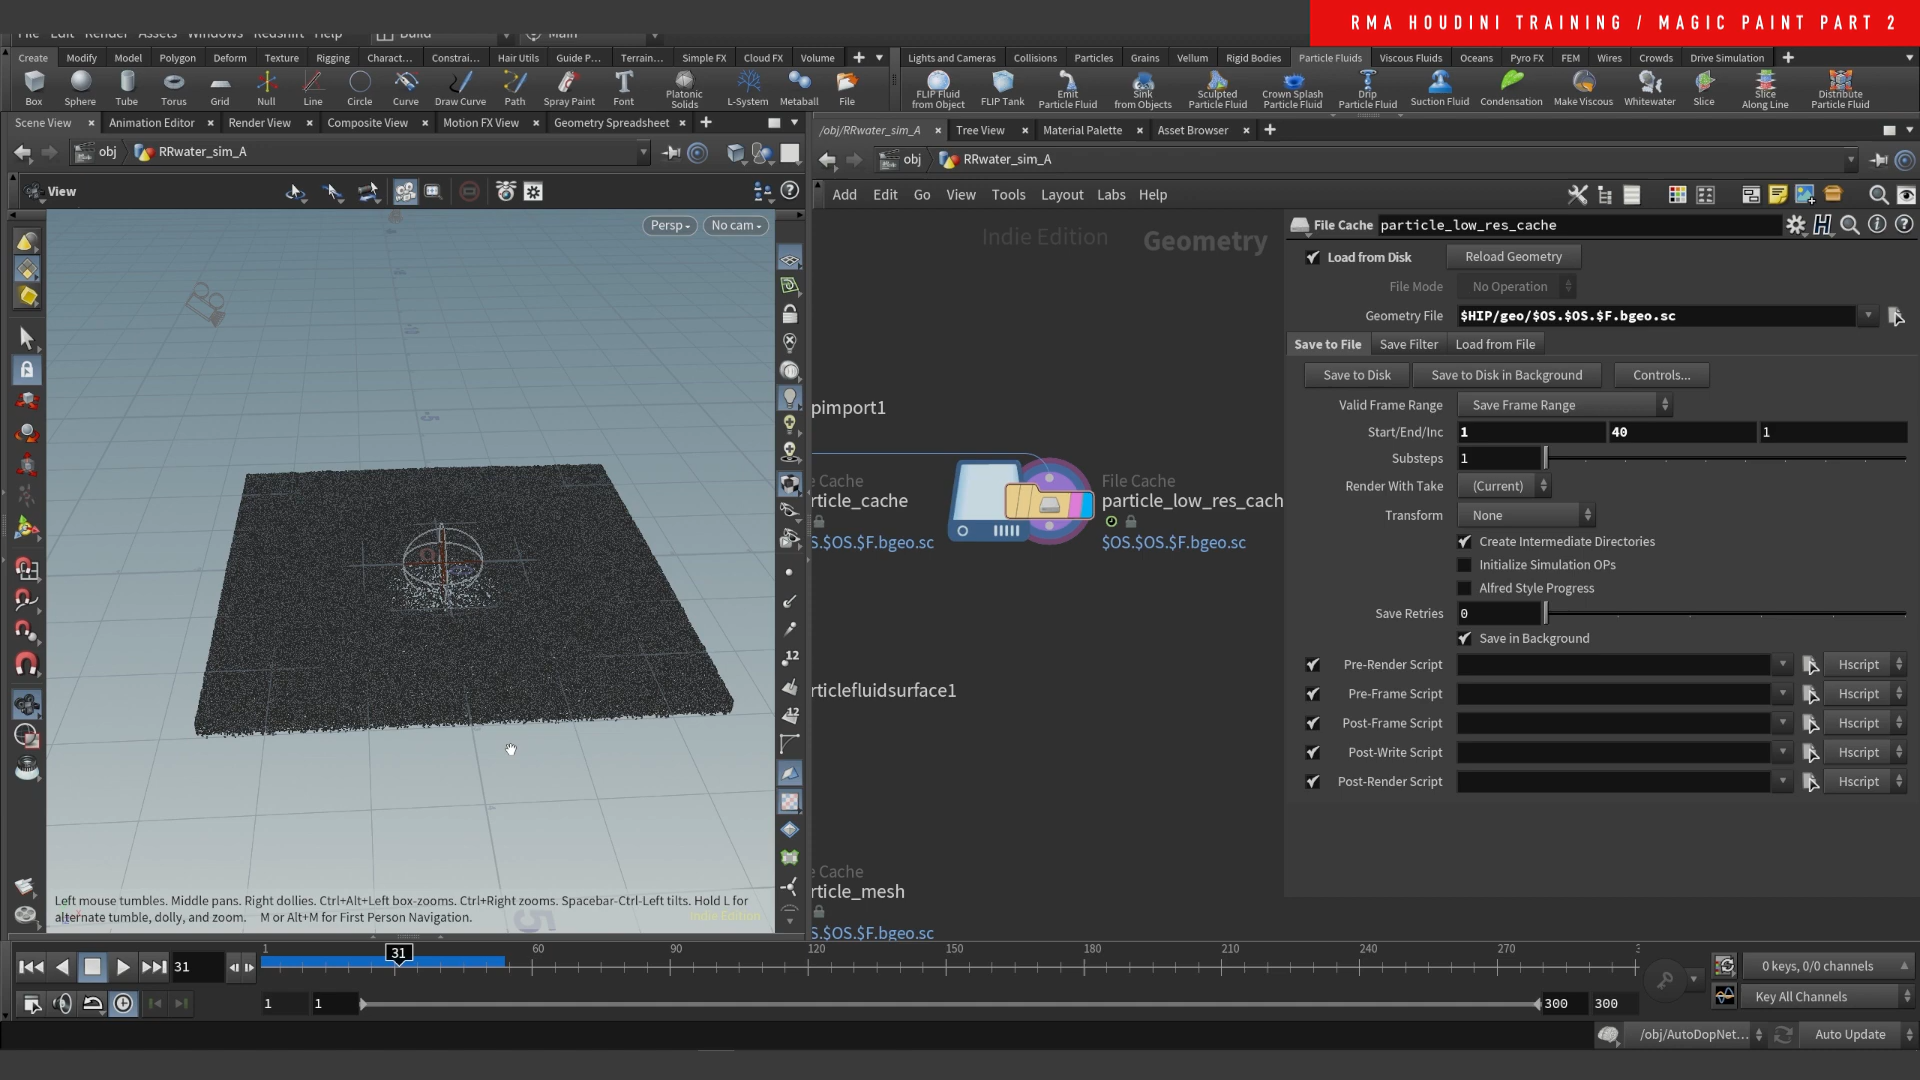 RMA HOUDINI TRAINING / MAGIC PAINT PART 2
File Edit Render Assets Windows Redshift Help Build Main
Create Modify Model Polygon Deform Texture Rigging Charact... Constrai... Hair Utils Guide P... Terrain... Simple FX Cloud FX Volume
Lights and Cameras Collisions Particles Grains Vellum Rigid Bodies Particle Fluids Viscous Fluids Oceans Pyro FX FEM Wires Crowds Drive Simulation
Box Sphere Tube Torus Grid Null Line Circle Curve Draw Curve Path Spray Paint Font Platonic Solids L-System Metaball File
FLIP Fluid from Object FLIP Tank Emit Particle Fluid Sink from Objects Sculpted Particle Fluid Crown Splash Particle Fluid Drip Particle Fluid Suction Fluid Condensation Make Viscous Whitewater Slice Slice Along Line Distribute Particle Fluid
Scene View Animation Editor Render View Composite View Motion FX View Geometry Spreadsheet
/obj/RRwater_sim_A Tree View Material Palette Asset Browser
obj RRwater_sim_A
obj RRwater_sim_A
View
Add Edit Go View Tools Layout Labs Help
Persp No cam
Indie Edition Geometry
File Cache particle_low_res_cache
Load from Disk Reload Geometry
File Mode No Operation
Geometry File $HIP/geo/$OS.$OS.$F.bgeo.sc
Save to File Save Filter Load from File
Save to Disk Save to Disk in Background Controls...
Valid Frame Range Save Frame Range
Start/End/Inc 1 40 1
Substeps 1
Render With Take (Current)
Transform None
Create Intermediate Directories
Initialize Simulation OPs
Alfred Style Progress
Save Retries 0
Save in Background
Pre-Render Script Hscript
Pre-Frame Script Hscript
Post-Frame Script Hscript
Post-Write Script Hscript
Post-Render Script Hscript
pimport1
e Cache
rticle_cache
S.$OS.$F.bgeo.sc
File Cache
particle_low_res_cach
$OS.$OS.$F.bgeo.sc
rticlefluidsurface1
e Cache
rticle_mesh
S.$OS.$F.bgeo.sc
12
12
Left mouse tumbles. Middle pans. Right dollies. Ctrl+Alt+Left box-zooms. Ctrl+Right zooms. Spacebar-Ctrl-Left tilts. Hold L for
alternate tumble, dolly, and zoom. M or Alt+M for First Person Navigation.
Indie Edition
5
31
1 31 60 90 120 150 180 210 240 270
0 keys, 0/0 channels
1 1 300 300
Key All Channels
/obj/AutoDopNet... Auto Update